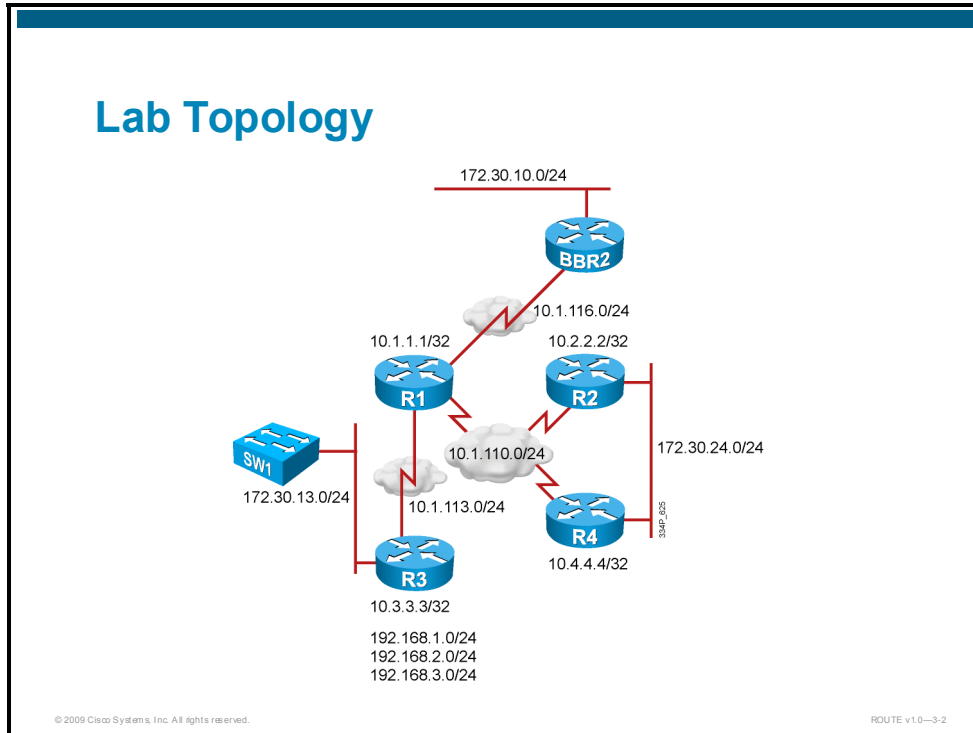 Lab Topology
172.30.10.0/24
BBR2
10.1.116.0/24
10.1.1.1/32
10.2.2.2/32
R1
R2
SW1
10.1.110.0/24
172.30.24.0/24
172.30.13.0/24
10.1.113.0/24
334P_625
R4
10.4.4.4/32
R3
10.3.3.3/32
192.168.1.0/24
192.168.2.0/24
192.168.3.0/24
© 2009 Cisco Systems, Inc. All rights reserved.
ROUTE v1.0—3-2